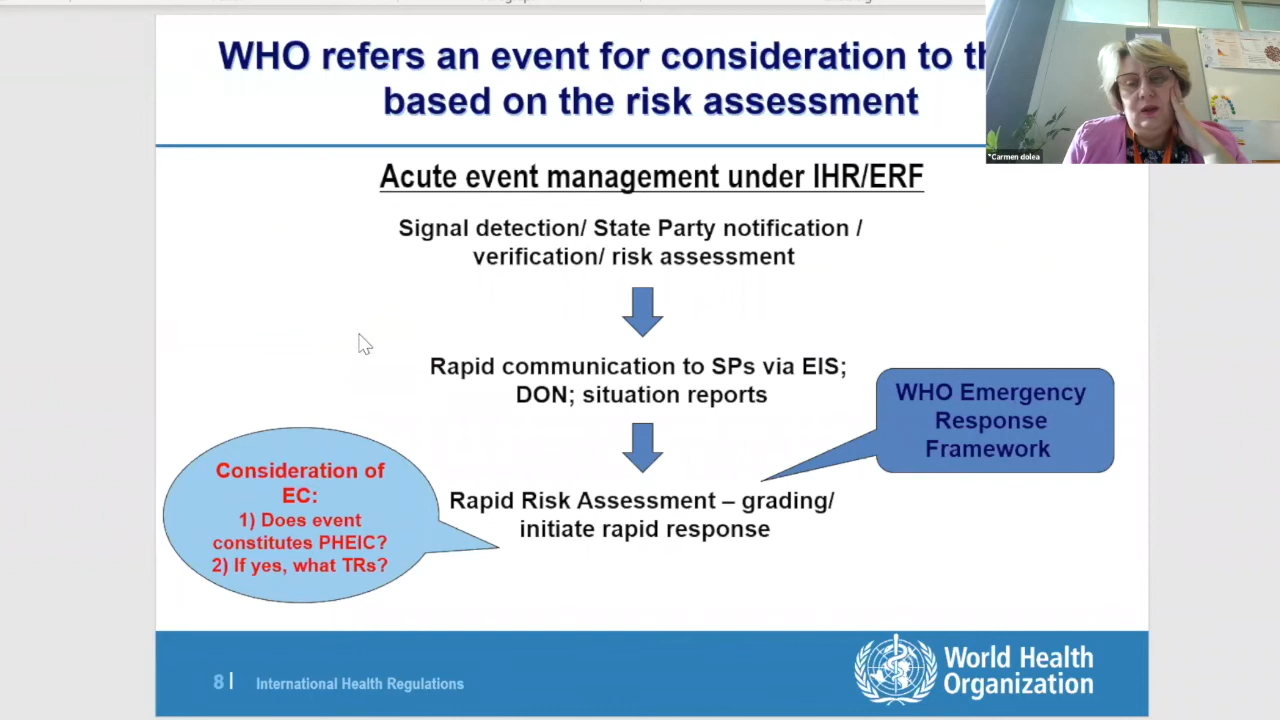 WHO refers an event for consideration to
based on the risk assessment
*Carmen dolea
Acute event management under IHR/ERF
Signal detection/ State Party notification /
verification/ risk assessment
Rapid communication to SPs via EIS;
DON; situation reports
WHO Emergency
Response
Framework
Consideration of
EC:
1) Does event
constitutes PHEIC?
2) If yes, what TRs?
Rapid Risk Assessment – grading/
initiate rapid response
8|
International Health Regulations
World Health
Organization